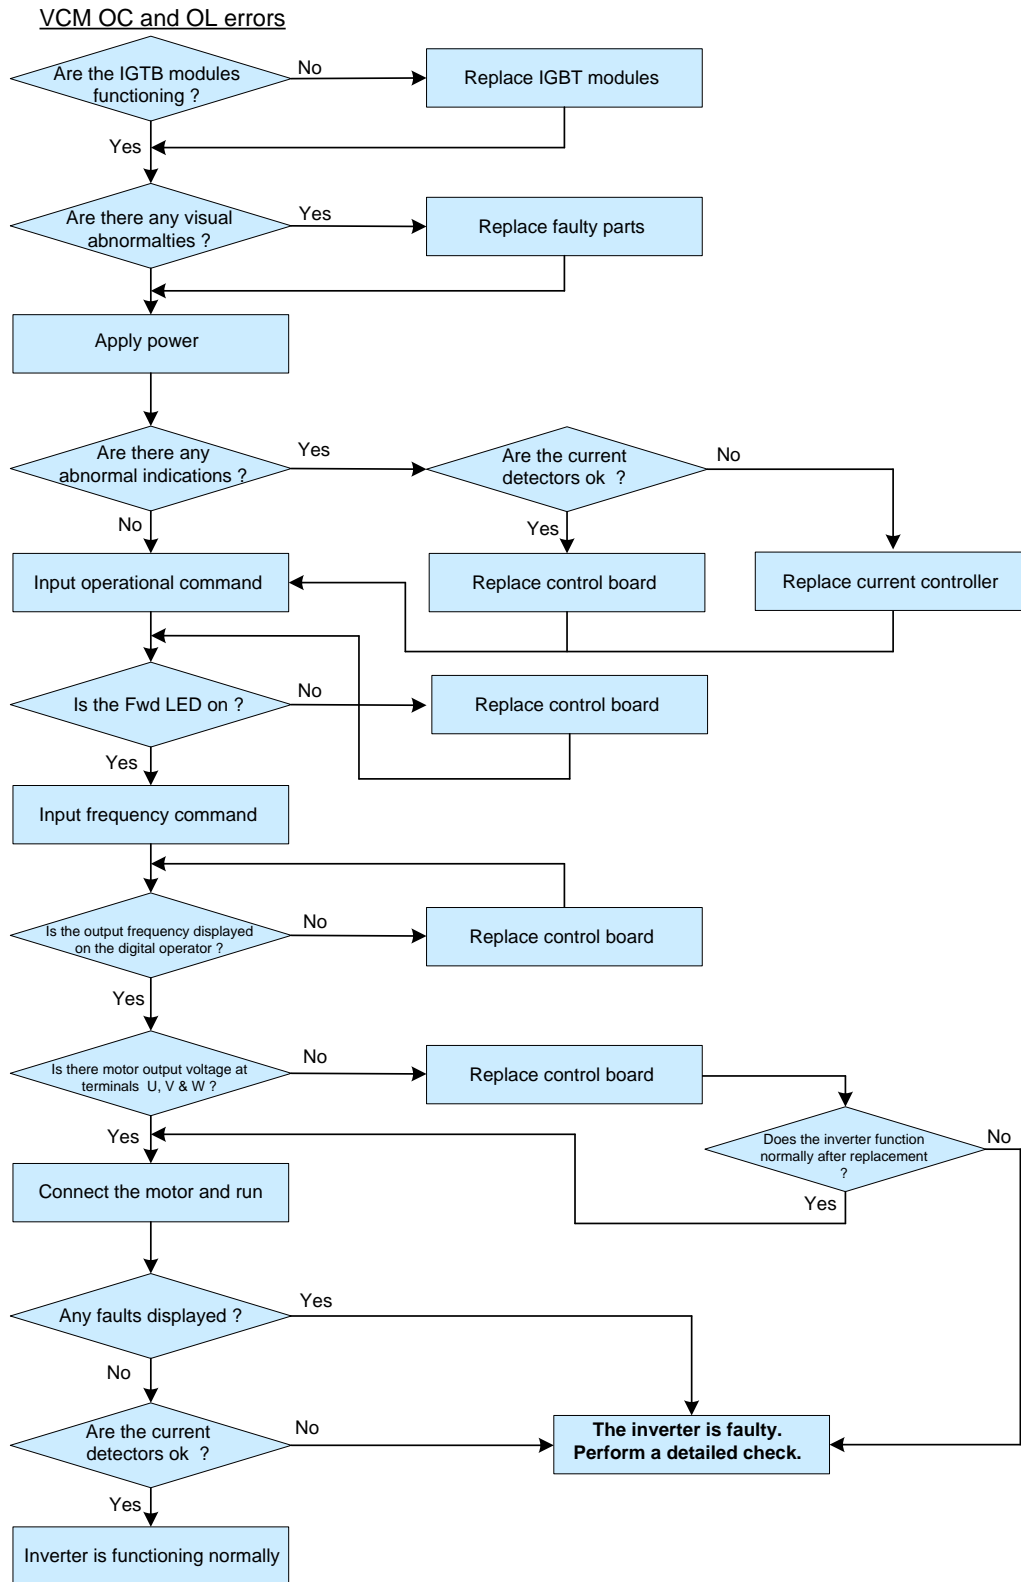 VCM OC and OL errors
Are the IGTB modules
functioning ?
No
Replace IGBT modules
Yes
Are there any visual
abnormalties ?
Yes
Replace faulty parts
Apply power
Are there any
abnormal indications ?
Yes
Are the current
detectors ok ?
No
No
Yes
Input operational command
Replace control board
Replace current controller
Is the Fwd LED on ?
No
Replace control board
Yes
Input frequency command
Is the output frequency displayed
on the digital operator ?
No
Replace control board
Yes
Is there motor output voltage at
terminals U, V & W ?
No
Replace control board
Yes
Does the inverter function
normally after replacement
?
No
Yes
Connect the motor and run
Any faults displayed ?
Yes
No
Are the current
detectors ok ?
No
The inverter is faulty.
Perform a detailed check.
Yes
Inverter is functioning normally